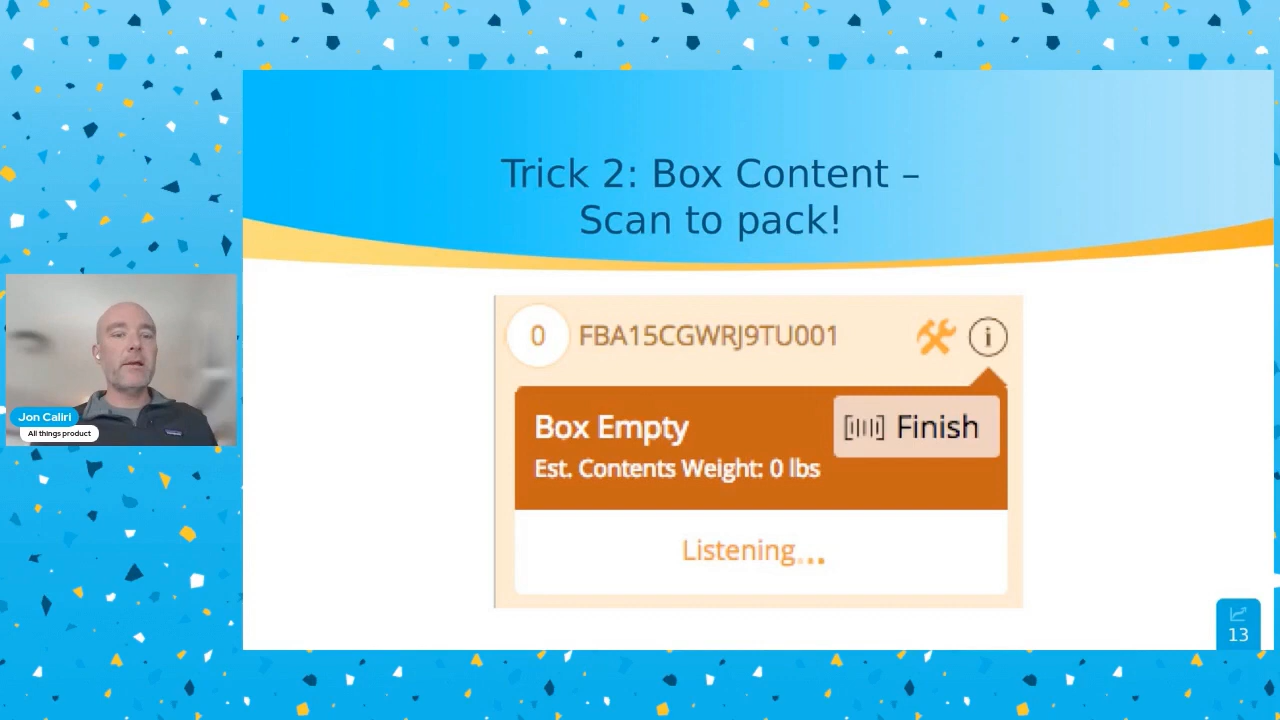 Trick 2: Box Content –
Scan to pack!
0 FBA15CGWRJ9TU001 i
Box Empty
Finish
Est. Contents Weight: 0 lbs
Listening...
Jon Caliri
All things product
13